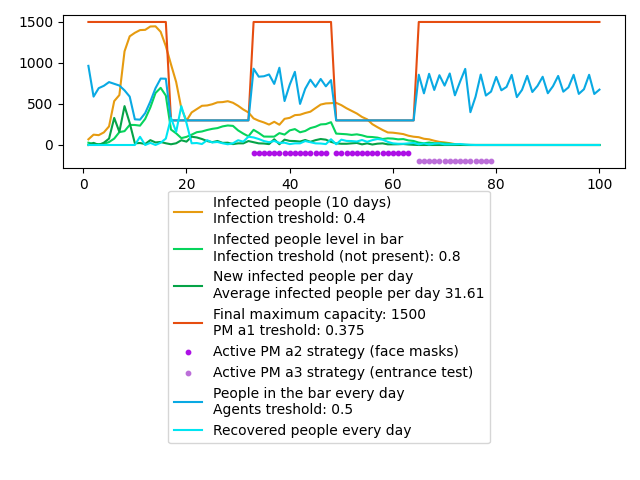 1500
1000
500
0
0
20
40
60
80
100
Infected people (10 days)
Infection treshold: 0.4
Infected people level in bar
Infection treshold (not present): 0.8
New infected people per day
Average infected people per day 31.61
Final maximum capacity: 1500
PM a1 treshold: 0.375
Active PM a2 strategy (face masks)
Active PM a3 strategy (entrance test)
People in the bar every day
Agents treshold: 0.5
Recovered people every day